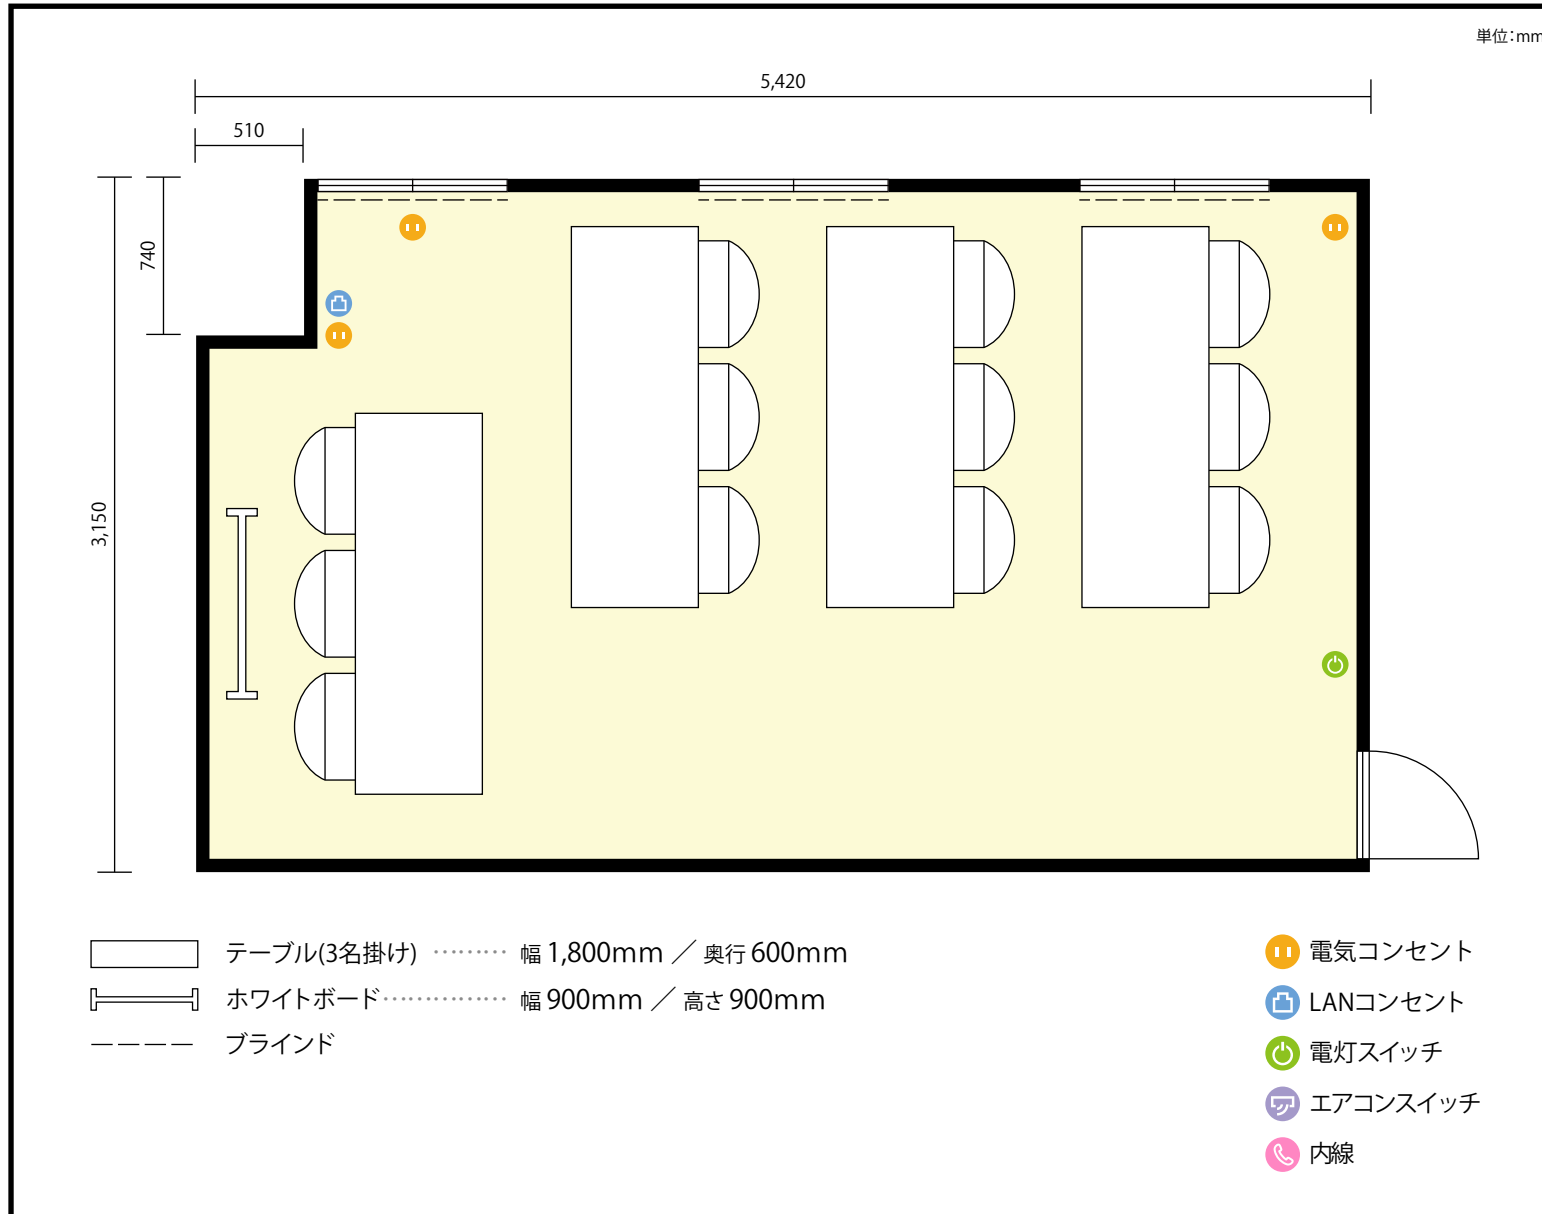 単位：mm
5,420
510
740
3,150
テーブル(3名掛け) ⋯⋯⋯ 幅 1,800mm ／ 奥行 600mm
ホワイトボード⋯⋯⋯⋯⋯ 幅 900mm ／ 高さ 900mm
ブラインド
電気コンセント
LANコンセント
電灯スイッチ
エアコンスイッチ
内線